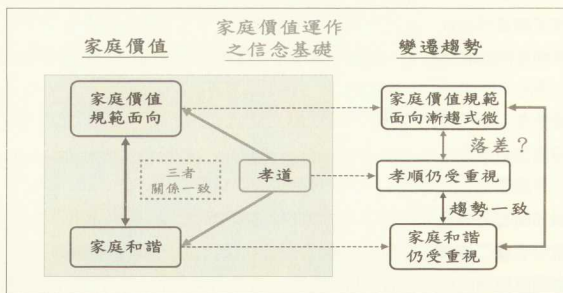 家庭價值
家庭價值運作
之信念基礎
變遷趨勢
家庭價值
規範面向
家庭價值規範
面向漸趨式微
落差?
三者
關係一致
孝道
孝順仍受重視
趨勢一致
家庭和諧
家庭和諧
仍受重視